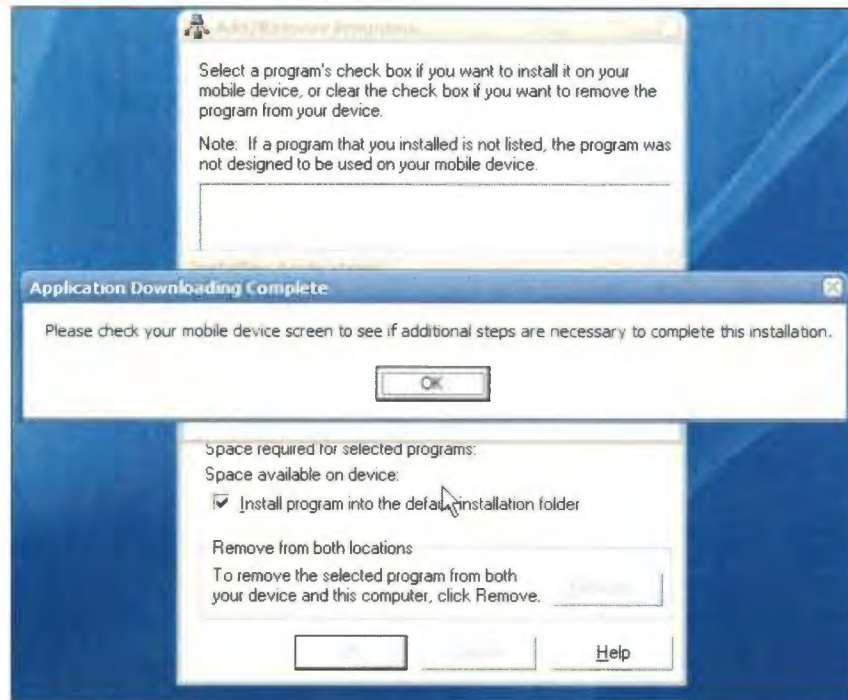 Add/Remove Programs
Select a program's check box if you want to install it on your
mobile device, or clear the check box if you want to remove the
program from your device.
Note: If a program that you installed is not listed, the program was
not designed to be used on your mobile device.
Application Downloading Complete
Please check your mobile device screen to see if additional steps are necessary to complete this installation.
OK
Space required for selected programs:
Space available on device:
Install program into the default installation folder
Remove from both locations
To remove the selected program from both
your device and this computer, click Remove.
Help